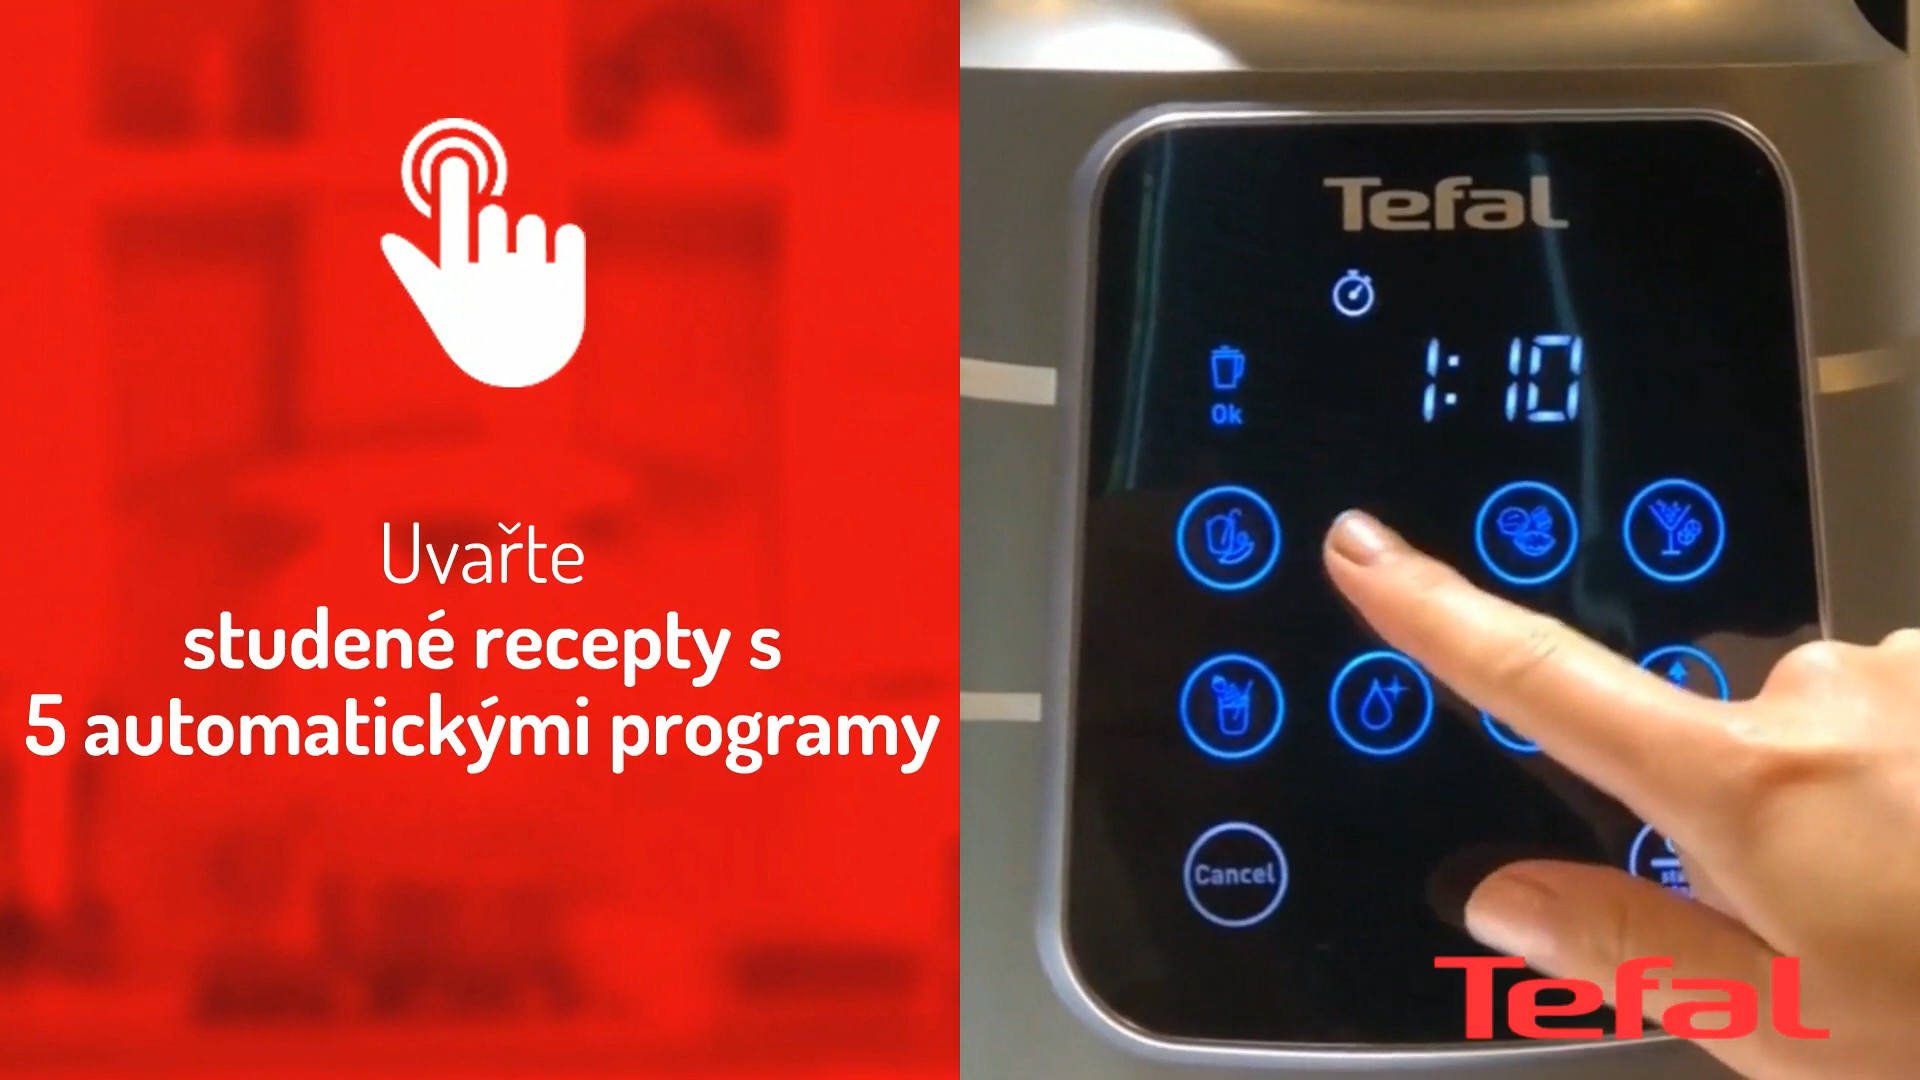 Uvařte
studené recepty s
5 automatickými programy
Tefal
1:10
Ok
Cancel
Tefal